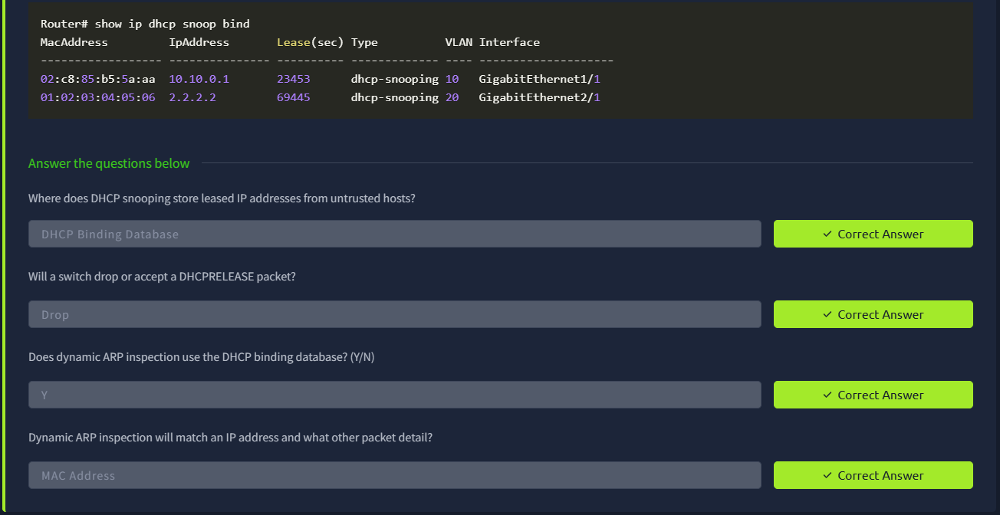 Router# show ip dhcp snoop bind
MacAddress IpAddress Lease(sec) Type VLAN Interface
------------------ --------------- ---------- ------------- ---- --------------------
02:c8:85:b5:5a:aa 10.10.0.1 23453 dhcp-snooping 10 GigabitEthernet1/1
01:02:03:04:05:06 2.2.2.2 69445 dhcp-snooping 20 GigabitEthernet2/1
Answer the questions below
Where does DHCP snooping store leased IP addresses from untrusted hosts?
DHCP Binding Database ✓ Correct Answer
Will a switch drop or accept a DHCPRELEASE packet?
Drop ✓ Correct Answer
Does dynamic ARP inspection use the DHCP binding database? (Y/N)
Y ✓ Correct Answer
Dynamic ARP inspection will match an IP address and what other packet detail?
MAC Address ✓ Correct Answer